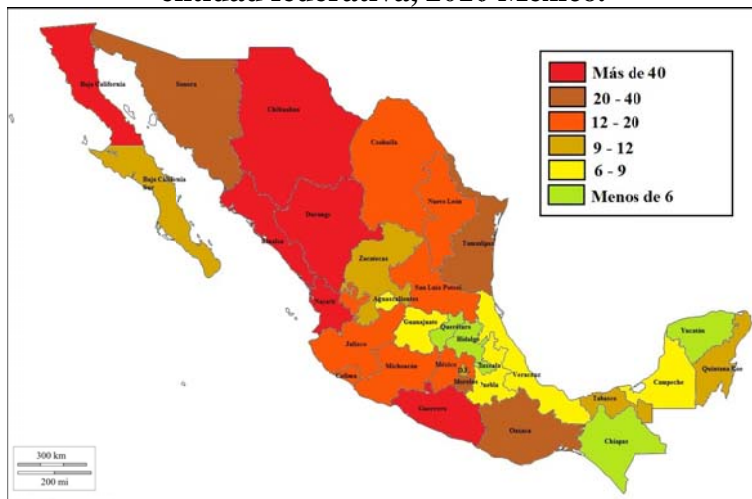 entidad federativa, 2010 México.
Más de 40
20 - 40
12 - 20
9 - 12
6 - 9
Menos de 6
Baja California
Sonora
Chihuahua
Coahuila
Baja California
Sur
Nuevo León
Durango
Sinaloa
Tamaulipas
Zacatecas
San Luis Potosí
Nayarit
Aguascalientes
Guanajuato
Querétaro
Hidalgo
Yucatán
Jalisco
Michoacán
México
D.F.
Veracruz
Quintana Roo
Colima
Morelos
Puebla
Campeche
Tabasco
Guerrero
Oaxaca
Chiapas
300 km
200 mi